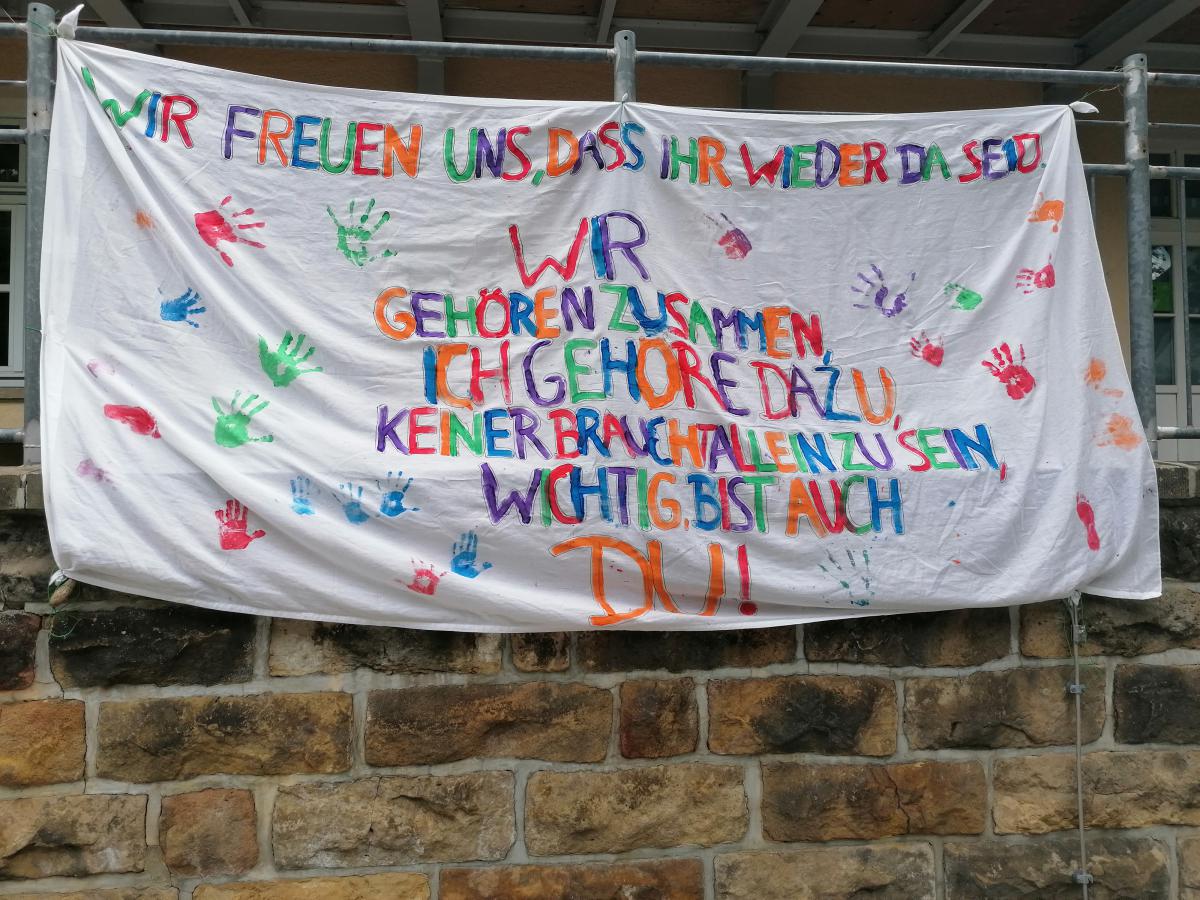 WIR FREUEN UNS, DASS IHR WIEDER DA SEID.
WIR
GEHÖREN ZUSAMMEN,
ICH GEHÖRE DAZU,
KEINER BRAUCHT ALLEIN ZU SEIN,
WICHTIG, BIST AUCH
DU!